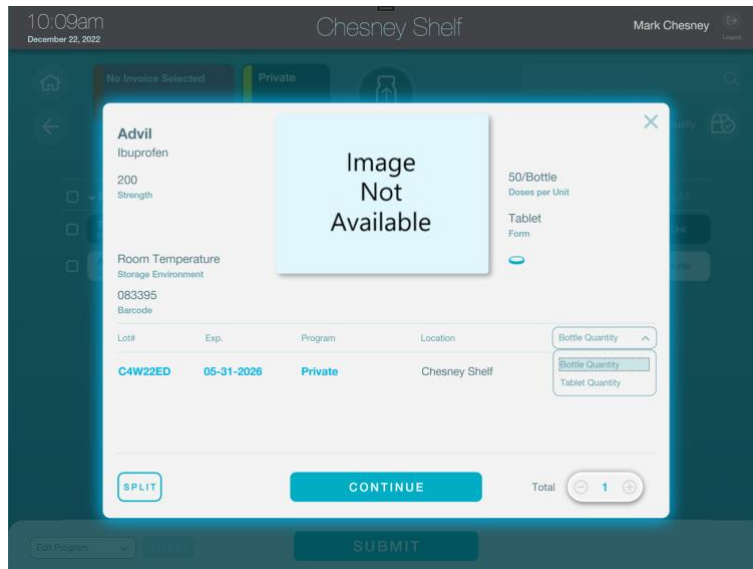 10:09am
December 22, 2022
Chesney Shelf
Mark Chesney
Logout
No Invoice Selected
Private
Advil
Ibuprofen
200
Strength
Image
Not
Available
50/Bottle
Doses per Unit
Tablet
Form
Room Temperature
Storage Environment
083395
Barcode
Lot# Exp. Program Location Bottle Quantity
C4W22ED 05-31-2026 Private Chesney Shelf
Bottle Quantity
Tablet Quantity
SPLIT
CONTINUE
Total 1
Edit Program
SUBMIT